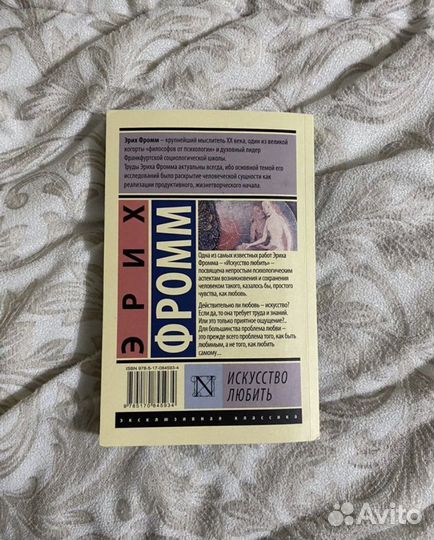 Эрих Фромм – крупнейший мыслитель XX века, один из великой
когорты «философов от психологии» и духовный лидер
Франкфуртской социологической школы.
Труды Эриха Фромма актуальны всегда, ибо основной темой его
исследований было раскрытие человеческой сущности как
реализации продуктивного, жизнетворческого начала.
ЭРИХ
ФРОММ
Одна из самых известных работ Эриха
Фромма – «Искусство любить» –
посвящена непростым психологическим
аспектам возникновения и сохранения
человеком такого, казалось бы, простого
чувства, как любовь.
Действительно ли любовь – искусство?
Если да, то она требует труда и знаний.
Или это только приятное ощущение?..
Для большинства проблема любви –
это прежде всего проблема того, как быть
любимым, а не того, как любить
самому...
ISBN 978-5-17-084593-4
9 785170 845934
N
ИСКУССТВО
ЛЮБИТЬ
эксклюзивная классика
Avito